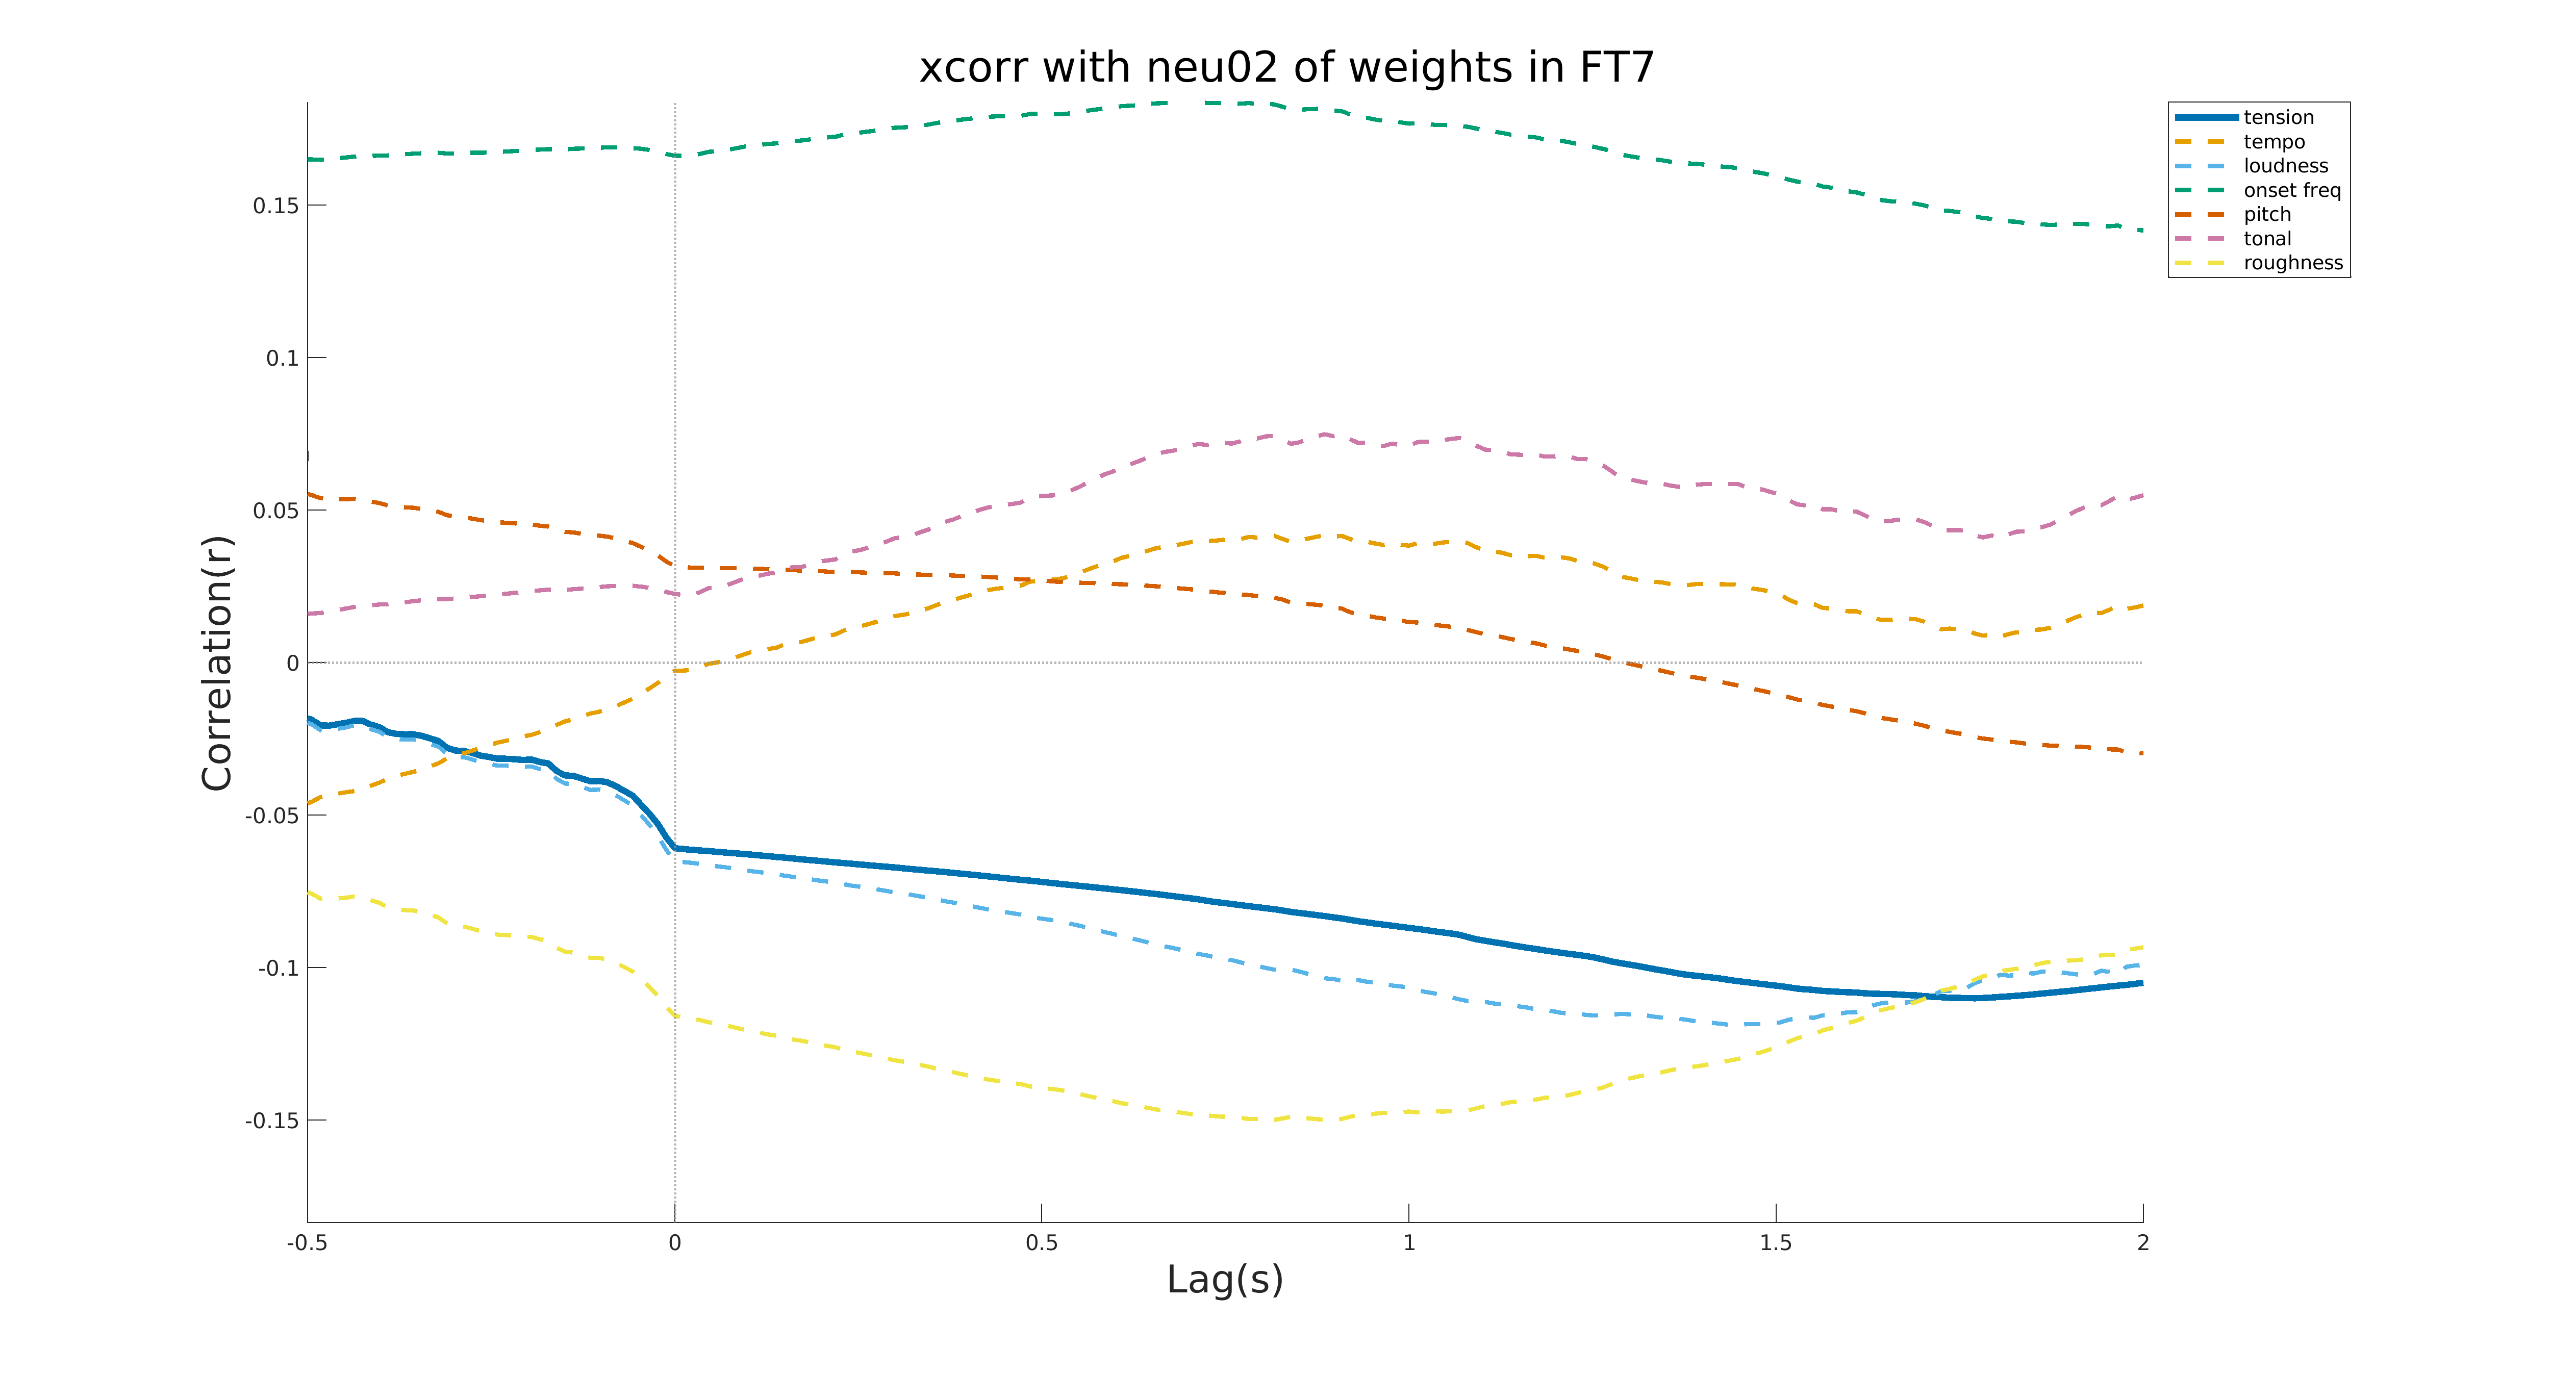 xcorr with neu02 of weights in FT7
tension
tempo
loudness
onset freq
pitch
tonal
roughness
0.15
0.1
0.05
0
-0.05
-0.1
-0.15
Correlation(r)
-0.5
0
0.5
1
1.5
2
Lag(s)